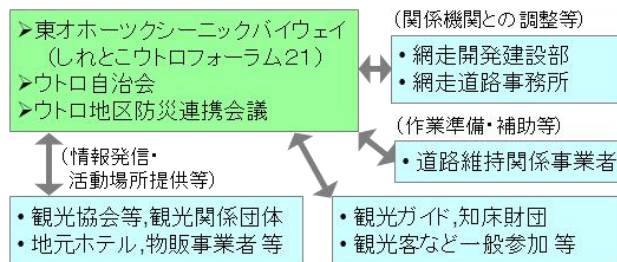 ➢東オホーツクシーニックバイウェイ
(しれとこウトロフォーラム21)
➢ウトロ自治会
➢ウトロ地区防災連携会議
(関係機関との調整等)
・網走開発建設部
・網走道路事務所
(作業準備・補助等)
・道路維持関係事業者
(情報発信・
活動場所提供等)
・観光協会等,観光関係団体
・地元ホテル,物販事業者 等
・観光ガイド,知床財団
・観光客など一般参加 等